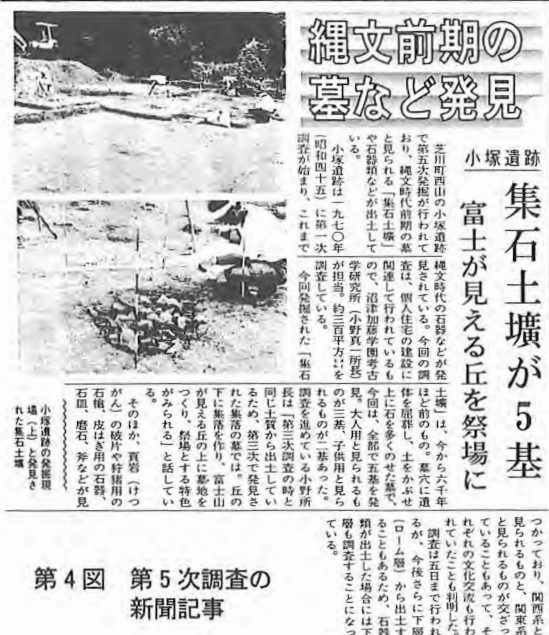 縄文前期の
墓など発見
小塚遺跡
集石土壙が5基
富士が見える丘を祭場に
芝川町西山の小塚遺跡
で第五次発掘が行われて
おり、縄文時代前期の墓
と見られる「集石土壙」
や石器類などが出土して
いる。
小塚遺跡は一九七〇年
(昭和四十五)に第一次
調査が始まり、これまで
縄文時代の石器などが発
見されている。今回の調
査は、個人住宅の建設に
関連して行われているも
ので、沼津加藤学園考古
学研究所(小野真一所長)
が担当。約三百平方㍍を
調査している。
今回発掘された「集石
土壙」は、今から六千年
ほど前のもの。墓穴に遺
体を屈葬し、土をかぶせ
上に石を多くのせた墓で、
今回は、全部で五基を発
見。大人用と見られるも
のが三基、子供用と見ら
れるものが二基あった。
調査を進めている小野所
長は「第三次調査の時と
同じ土質から出土してい
るため、第三次で発見さ
れた集落の墓では。丘の
下に集落を作り、富士山
が見える丘の上に墓地を
つくり、祭場とする特色
がみられる」と話してい
る。
そのほか、頁岩(けつ
がん)の破片や狩猟用の
石槍、皮はぎ用の石器、
石皿、磨石、斧などが見
つかっており、関西系と
見られるものと、関東系
と見られるものが交ざっ
ていることもあって、そ
れぞれの文化交流も行わ
れていたことも判明した。
調査は五日まで行われ
るが、今後さらに下層
(ローム層)から出土す
ることもあるため、石器
類が出土した場合には下
層も調査することになっ
ている。
小塚遺跡の発掘現
場(上)と発見さ
れた集石土壙
第4図 第5次調査の
新聞記事